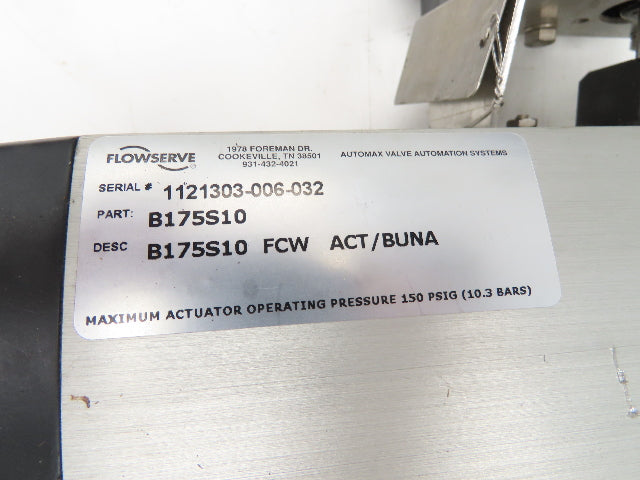 FLOWSERVE
1978 FOREMAN DR.
COOKEVILLE, TN 38501
931-432-4021
AUTOMAX VALVE AUTOMATION SYSTEMS
SERIAL # 1121303-006-032
PART: B175S10
DESC B175S10 FCW ACT/BUNA
MAXIMUM ACTUATOR OPERATING PRESSURE 150 PSIG (10.3 BARS)